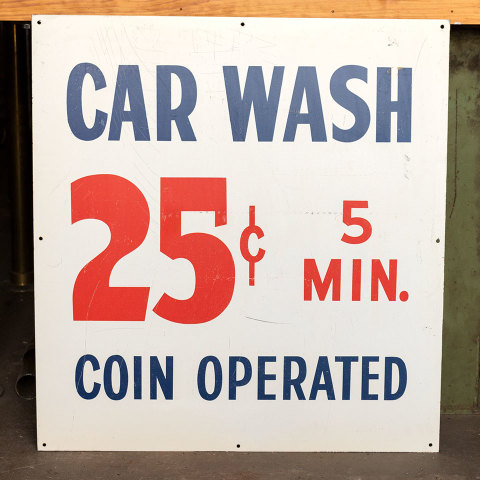 CAR WASH
25¢ 5 MIN.
COIN OPERATED